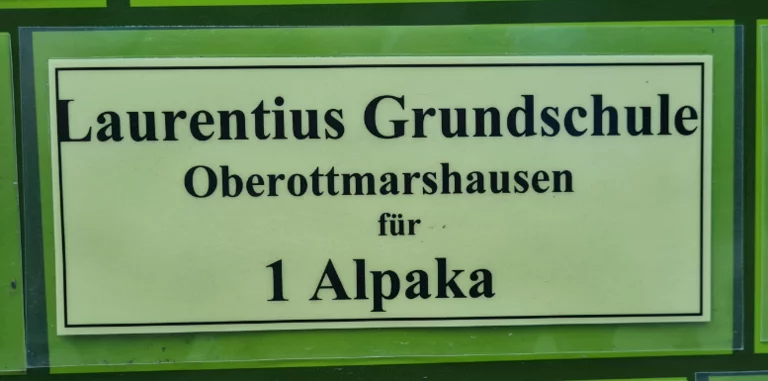 Laurentius Grundschule
Oberottmarshausen
für
1 Alpaka